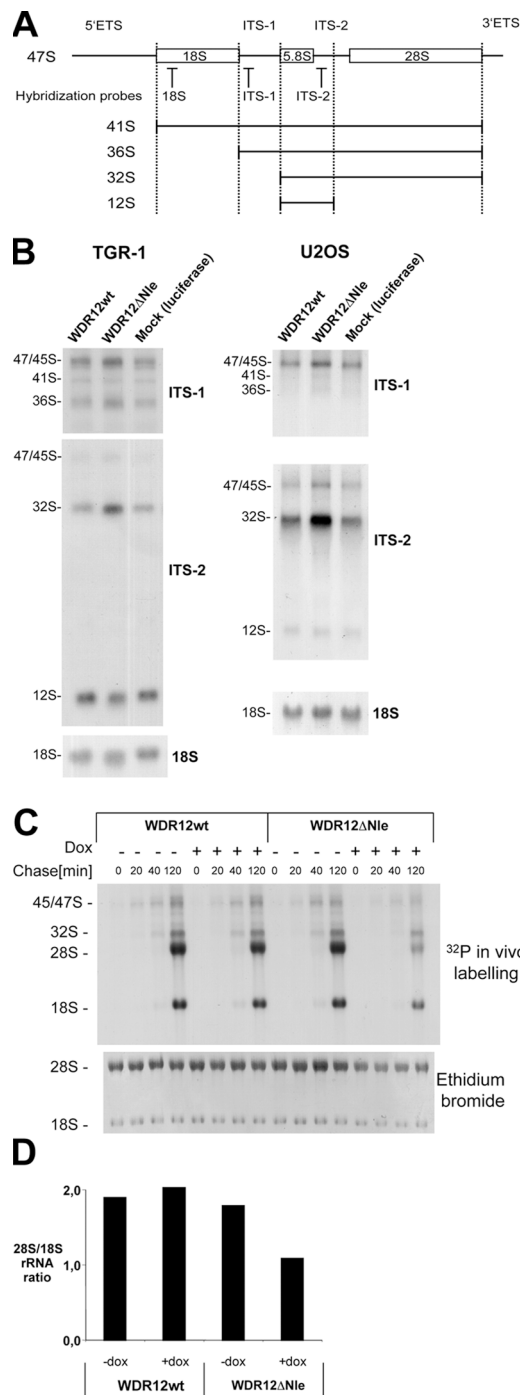 A
5'ETS ITS-1 ITS-2 3'ETS
47S 18S 5.8S 28S
Hybridization probes 18S ITS-1 ITS-2
41S
36S
32S
12S
B
TGR-1
WDR12wt
WDR12ΔNle
Mock (luciferase)
47/45S-
41S-
36S-
ITS-1
47/45S-
32S-
ITS-2
12S-
18S- 18S
U2OS
WDR12wt
WDR12ΔNle
Mock (luciferase)
47/45S-
41S-
36S-
ITS-1
47/45S-
32S-
ITS-2
12S-
18S- 18S
C
WDR12wt WDR12ΔNle
Dox - - - - + + + + - - - - + + + +
Chase[min] 0 20 40 120 0 20 40 120 0 20 40 120 0 20 40 120
45/47S -
32S -
28S -
18S -
32P in vivo
labelling
28S -
18S -
Ethidium
bromide
D
2,0
1,0
0,0
28S/18S
rRNA
ratio
-dox +dox -dox +dox
WDR12wt WDR12ΔNle